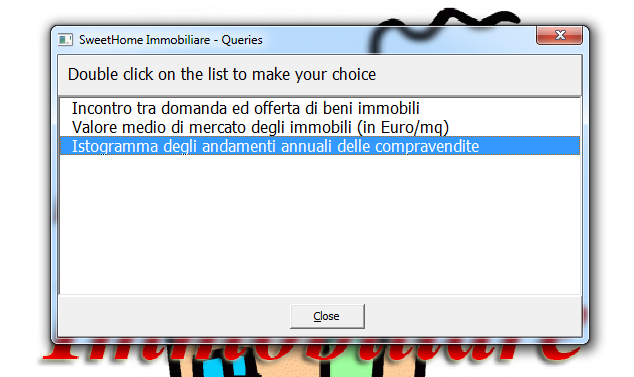 SweetHome Immobiliare - Queries
Double click on the list to make your choice
Incontro tra domanda ed offerta di beni immobili
Valore medio di mercato degli immobili (in Euro/mq)
Istogramma degli andamenti annuali delle compravendite
Close
Immobiliare